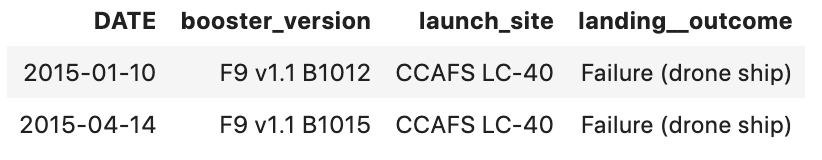 DATE booster_version launch_site landing__outcome
2015-01-10 F9 v1.1 B1012 CCAFS LC-40 Failure (drone ship)
2015-04-14 F9 v1.1 B1015 CCAFS LC-40 Failure (drone ship)